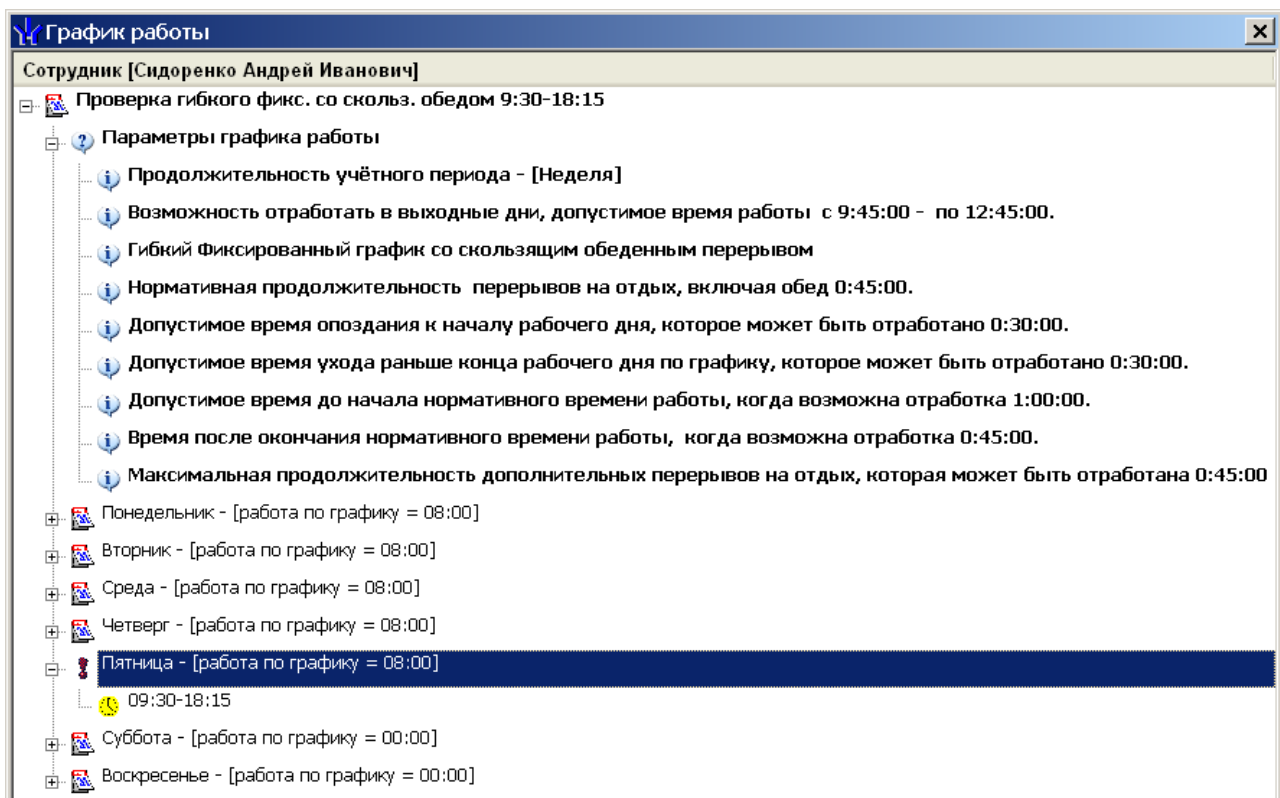 График работы
Сотрудник [Сидоренко Андрей Иванович]
Проверка гибкого фикс. со скольз. обедом 9:30-18:15
Параметры графика работы
Продолжительность учётного периода - [Неделя]
Возможность отработать в выходные дни, допустимое время работы с 9:45:00 - по 12:45:00.
Гибкий Фиксированный график со скользящим обеденным перерывом
Нормативная продолжительность перерывов на отдых, включая обед 0:45:00.
Допустимое время опоздания к началу рабочего дня, которое может быть отработано 0:30:00.
Допустимое время ухода раньше конца рабочего дня по графику, которое может быть отработано 0:30:00.
Допустимое время до начала нормативного времени работы, когда возможна отработка 1:00:00.
Время после окончания нормативного времени работы, когда возможна отработка 0:45:00.
Максимальная продолжительность дополнительных перерывов на отдых, которая может быть отработана 0:45:00
Понедельник - [работа по графику = 08:00]
Вторник - [работа по графику = 08:00]
Среда - [работа по графику = 08:00]
Четверг - [работа по графику = 08:00]
Пятница - [работа по графику = 08:00]
09:30-18:15
Суббота - [работа по графику = 00:00]
Воскресенье - [работа по графику = 00:00]